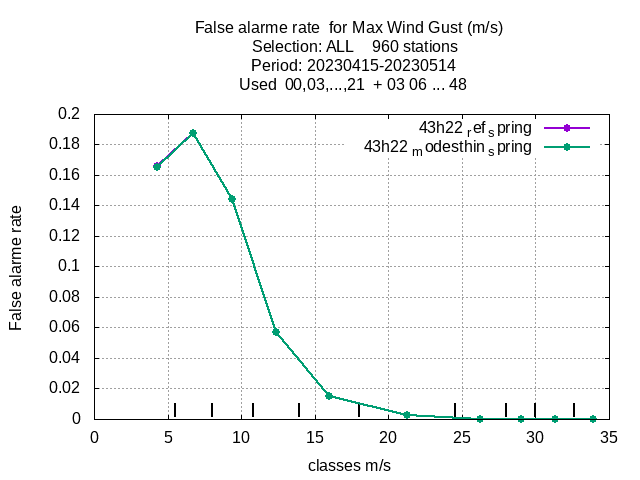 False alarme rate  for Max Wind Gust (m/s)
Selection: ALL    960 stations
Period: 20230415-20230514
Used  00,03,...,21  + 03 06 ... 48
43h22 ref spring
43h22 modesthin spring
0.2
0.18
0.16
0.14
0.12
0.1
0.08
0.06
0.04
0.02
0
False alarme rate
0 5 10 15 20 25 30 35
classes m/s